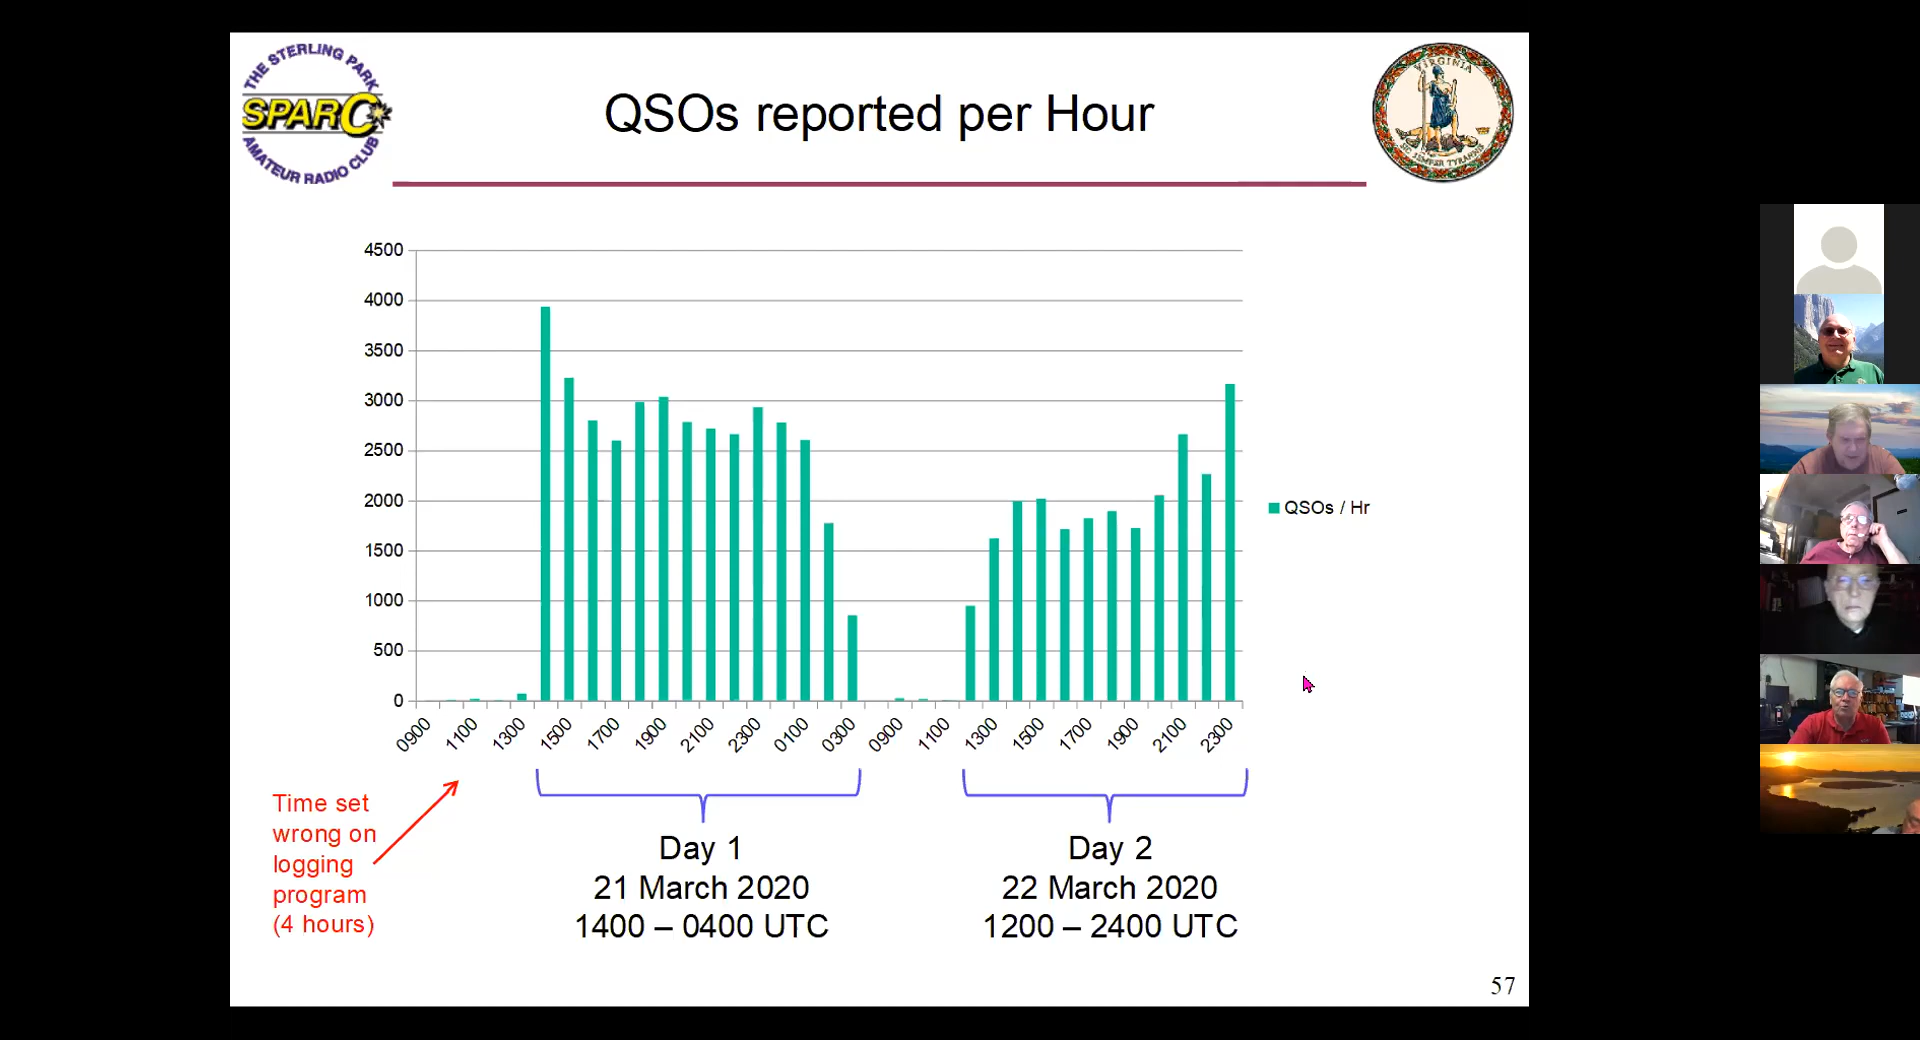 THE STERLING PARK
SPARC
AMATEUR RADIO CLUB
QSOs reported per Hour
VIRGINIA
SIC SEMPER TYRANNIS
4500
4000
3500
3000
2500
2000
1500
1000
500
0
QSOs / Hr
0900 1100 1300 1500 1700 1900 2100 2300 0100 0300 0900 1100 1300 1500 1700 1900 2100 2300
Time set
wrong on
logging
program
(4 hours)
Day 1
21 March 2020
1400 – 0400 UTC
Day 2
22 March 2020
1200 – 2400 UTC
57